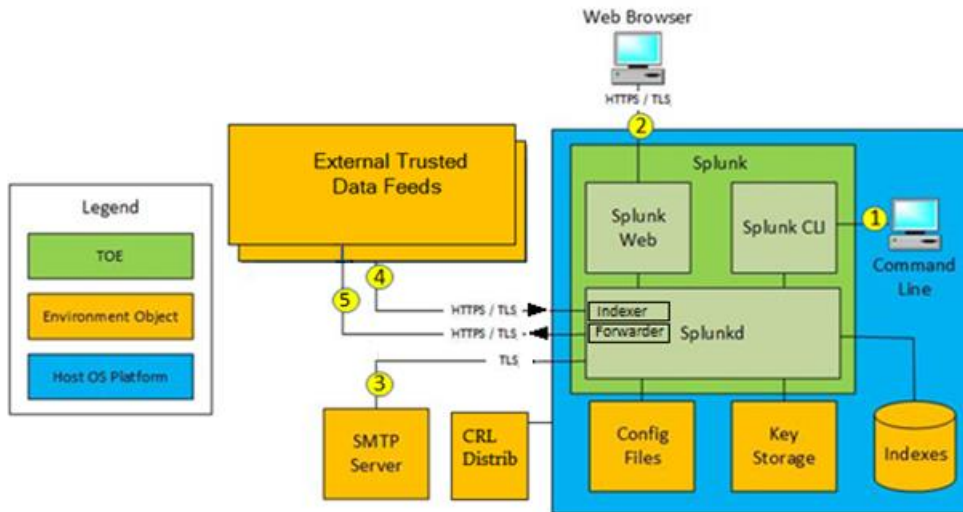 Web Browser
HTTPS / TLS
2
External Trusted
Data Feeds
Splunk
Legend
TOE
Environment Object
Host OS Platform
Splunk
Web
Splunk CLI
1
Command
Line
4
5
HTTPS / TLS
Indexer
HTTPS / TLS
Forwarder
Splunkd
TLS
3
SMTP
Server
CRL
Distrib
Config
Files
Key
Storage
Indexes